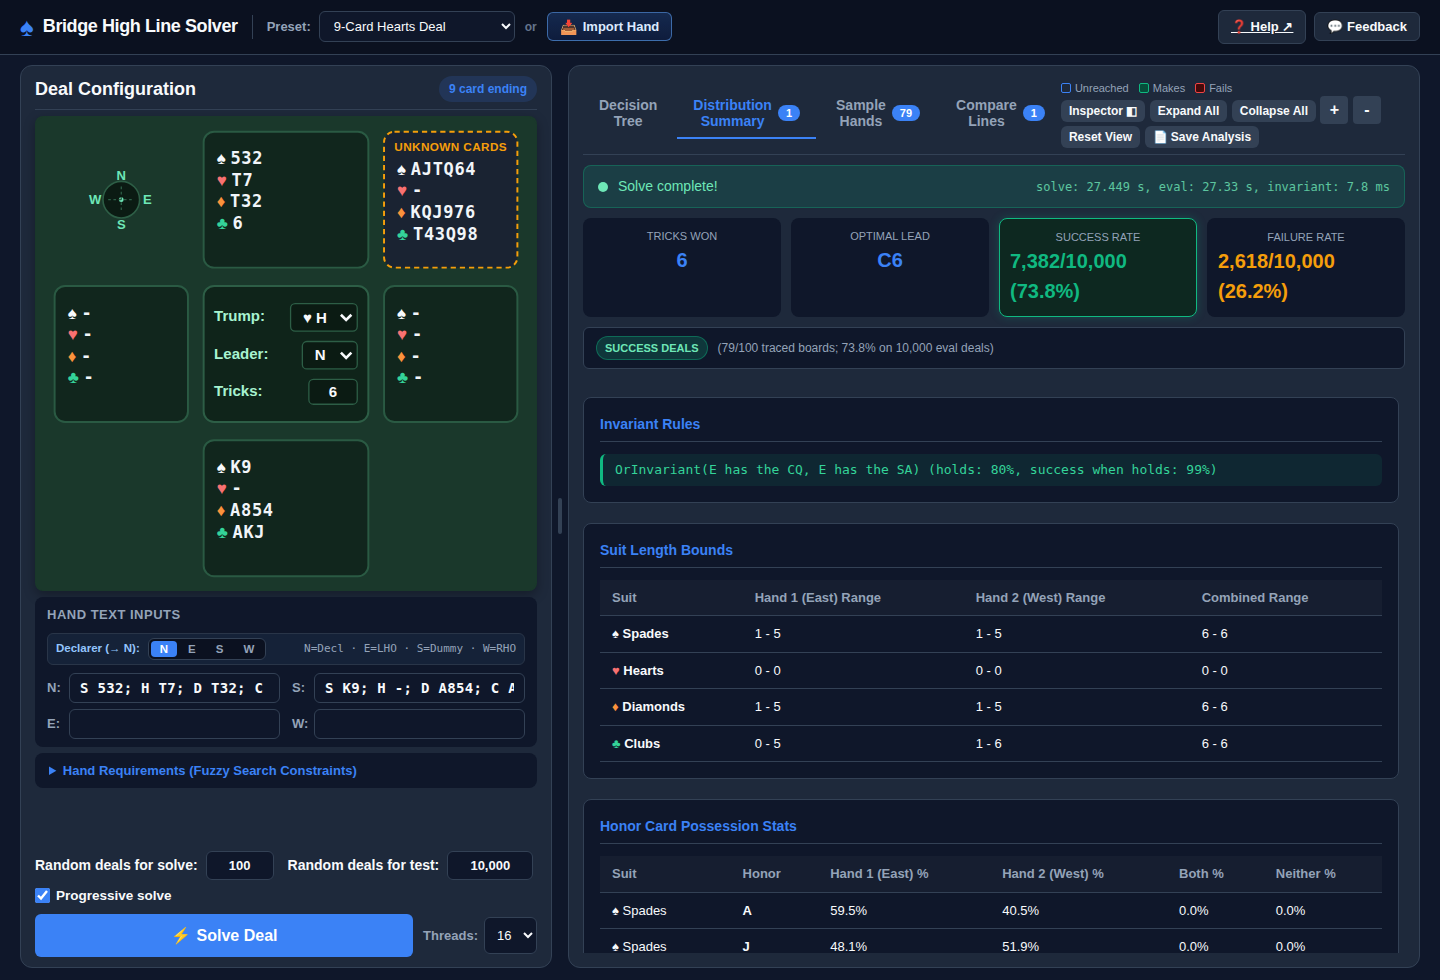 ♠ Bridge High Line Solver Preset: 9-Card Hearts Deal or 📥 Import Hand ❓ Help ↗ 💬 Feedback
Deal Configuration 9 card ending
N
W E
S
♠ 532
♥ T7
♦ T32
♣ 6
UNKNOWN CARDS
♠ AJTQ64
♥ -
♦ KQJ976
♣ T43Q98
♠ -
♥ -
♦ -
♣ -
Trump: ♥ H
Leader: N
Tricks: 6
♠ -
♥ -
♦ -
♣ -
♠ K9
♥ -
♦ A854
♣ AKJ
HAND TEXT INPUTS
Declarer (→ N): N E S W N=Decl · E=LHO · S=Dummy · W=RHO
N: S 532; H T7; D T32; C S: S K9; H -; D A854; C A
E: W:
▶ Hand Requirements (Fuzzy Search Constraints)
Random deals for solve: 100 Random deals for test: 10,000
Progressive solve
⚡ Solve Deal Threads: 16
Decision Tree
Distribution Summary 1
Sample Hands 79
Compare Lines 1
Unreached Makes Fails
Inspector ◧ Expand All Collapse All + -
Reset View 📄 Save Analysis
Solve complete! solve: 27.449 s, eval: 27.33 s, invariant: 7.8 ms
TRICKS WON
6
OPTIMAL LEAD
C6
SUCCESS RATE
7,382/10,000
(73.8%)
FAILURE RATE
2,618/10,000
(26.2%)
SUCCESS DEALS (79/100 traced boards; 73.8% on 10,000 eval deals)
Invariant Rules
OrInvariant(E has the CQ, E has the SA) (holds: 80%, success when holds: 99%)
Suit Length Bounds
Suit Hand 1 (East) Range Hand 2 (West) Range Combined Range
♠ Spades 1 - 5 1 - 5 6 - 6
♥ Hearts 0 - 0 0 - 0 0 - 0
♦ Diamonds 1 - 5 1 - 5 6 - 6
♣ Clubs 0 - 5 1 - 6 6 - 6
Honor Card Possession Stats
Suit Honor Hand 1 (East) % Hand 2 (West) % Both % Neither %
♠ Spades A 59.5% 40.5% 0.0% 0.0%
♠ Spades J 48.1% 51.9% 0.0% 0.0%